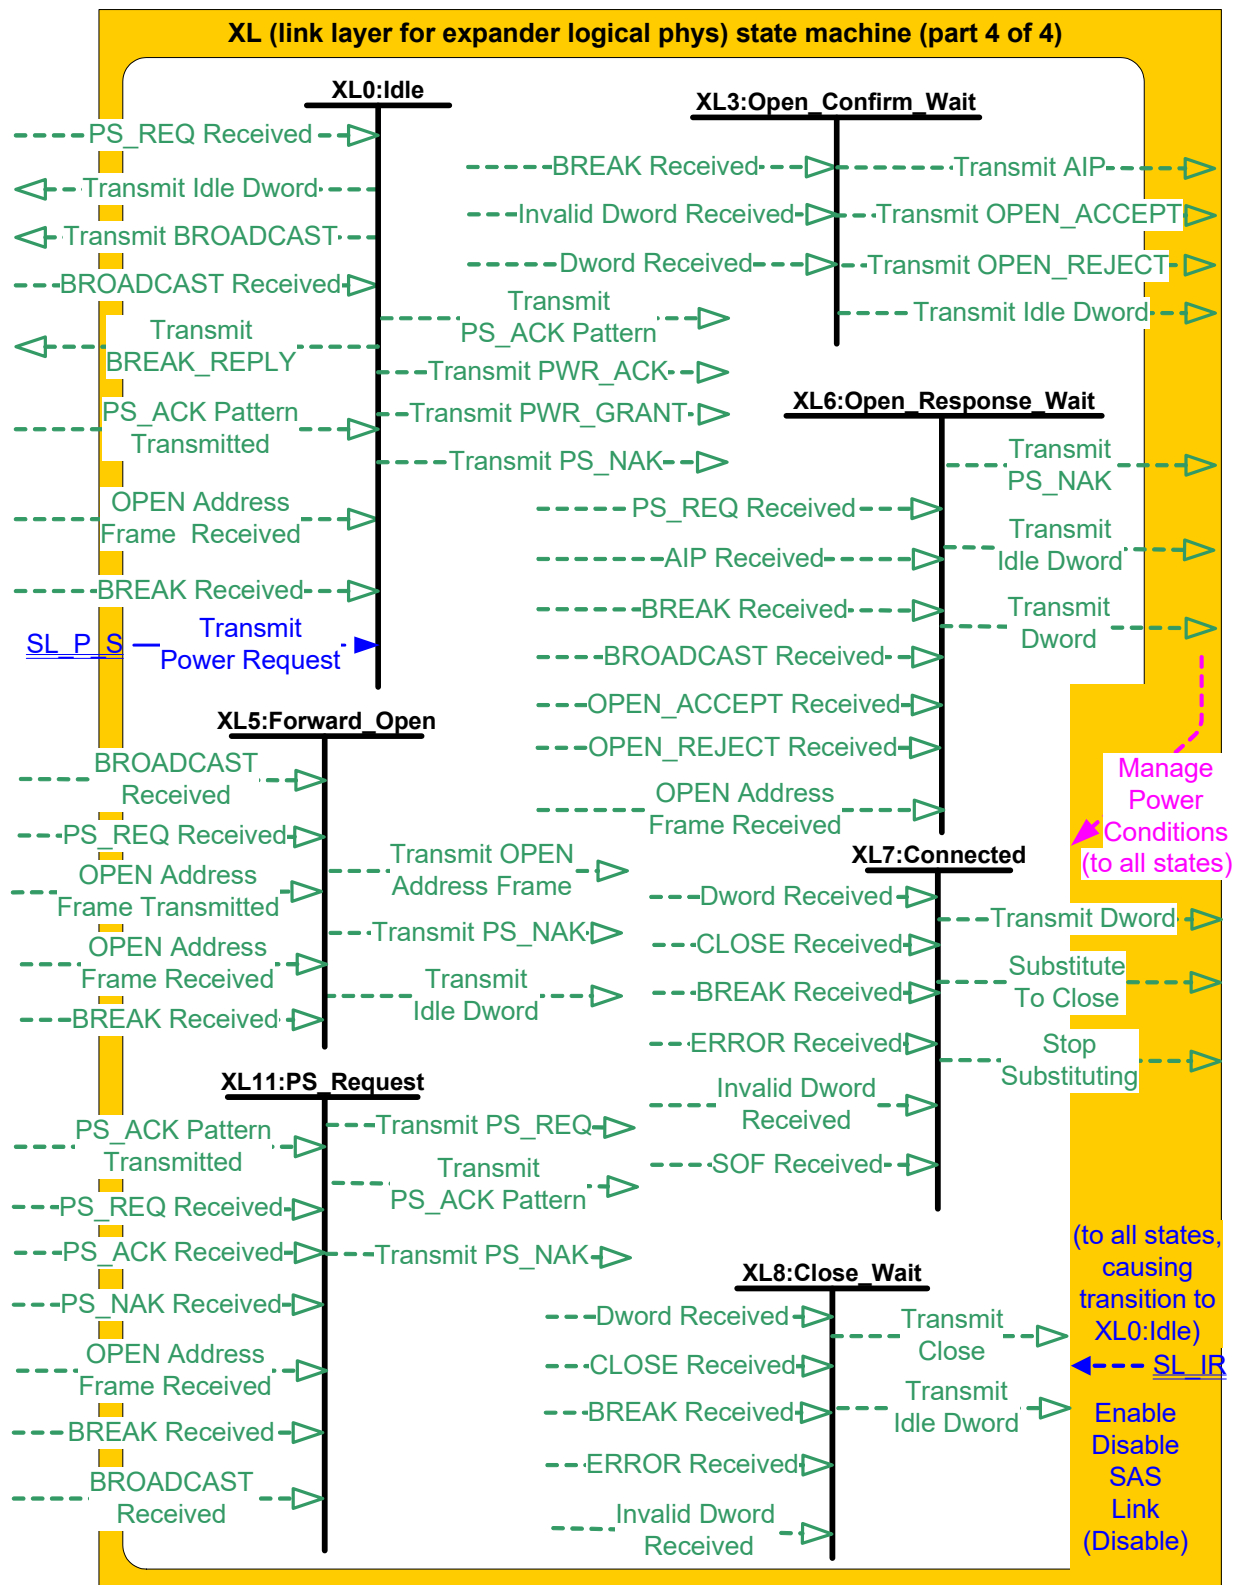 XL (link layer for expander logical phys) state machine (part 4 of 4)
XL0:Idle
PS_REQ Received
Transmit Idle Dword
Transmit BROADCAST
BROADCAST Received
Transmit
BREAK_REPLY
PS_ACK Pattern
Transmitted
OPEN Address
Frame Received
BREAK Received
SL_P_S
Transmit
Power Request
Transmit
PS_ACK Pattern
Transmit PWR_ACK
Transmit PWR_GRANT
Transmit PS_NAK
XL3:Open_Confirm_Wait
BREAK Received
Invalid Dword Received
Dword Received
Transmit AIP
Transmit OPEN_ACCEPT
Transmit OPEN_REJECT
Transmit Idle Dword
XL6:Open_Response_Wait
PS_REQ Received
AIP Received
BREAK Received
BROADCAST Received
OPEN_ACCEPT Received
OPEN_REJECT Received
OPEN Address
Frame Received
Transmit
PS_NAK
Transmit
Idle Dword
Transmit
Dword
Manage
Power
Conditions
(to all states)
XL5:Forward_Open
BROADCAST
Received
PS_REQ Received
OPEN Address
Frame Transmitted
OPEN Address
Frame Received
BREAK Received
Transmit OPEN
Address Frame
Transmit PS_NAK
Transmit
Idle Dword
XL7:Connected
Dword Received
CLOSE Received
BREAK Received
ERROR Received
Invalid Dword
Received
SOF Received
Transmit Dword
Substitute
To Close
Stop
Substituting
XL11:PS_Request
PS_ACK Pattern
Transmitted
PS_REQ Received
PS_ACK Received
PS_NAK Received
OPEN Address
Frame Received
BREAK Received
BROADCAST
Received
Transmit PS_REQ
Transmit
PS_ACK Pattern
Transmit PS_NAK
XL8:Close_Wait
Dword Received
CLOSE Received
BREAK Received
ERROR Received
Invalid Dword
Received
Transmit
Close
Transmit
Idle Dword
(to all states,
causing
transition to
XL0:Idle)
SL_IR
Enable
Disable
SAS
Link
(Disable)